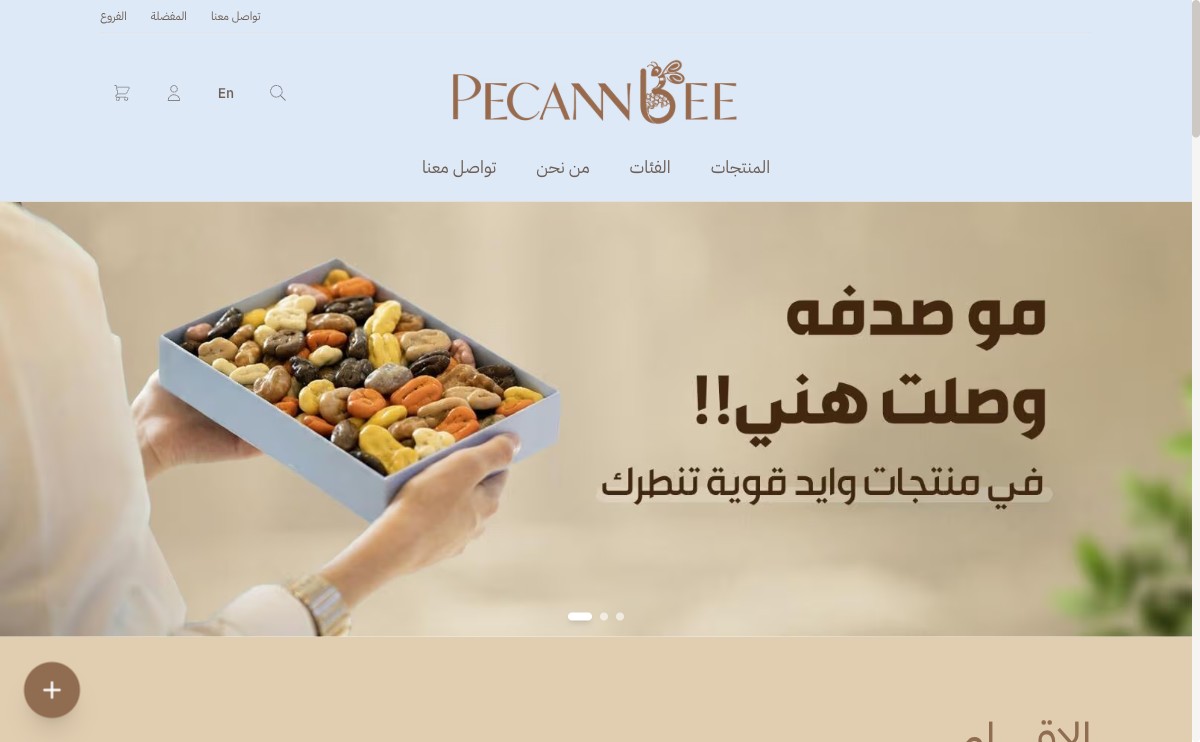 تواصل معنا
المفضلة
الفروع
En
PECANNBEE
المنتجات
الفئات
من نحن
تواصل معنا
مو صدفه
وصلت هني!!
في منتجات وايد قوية تنطرك